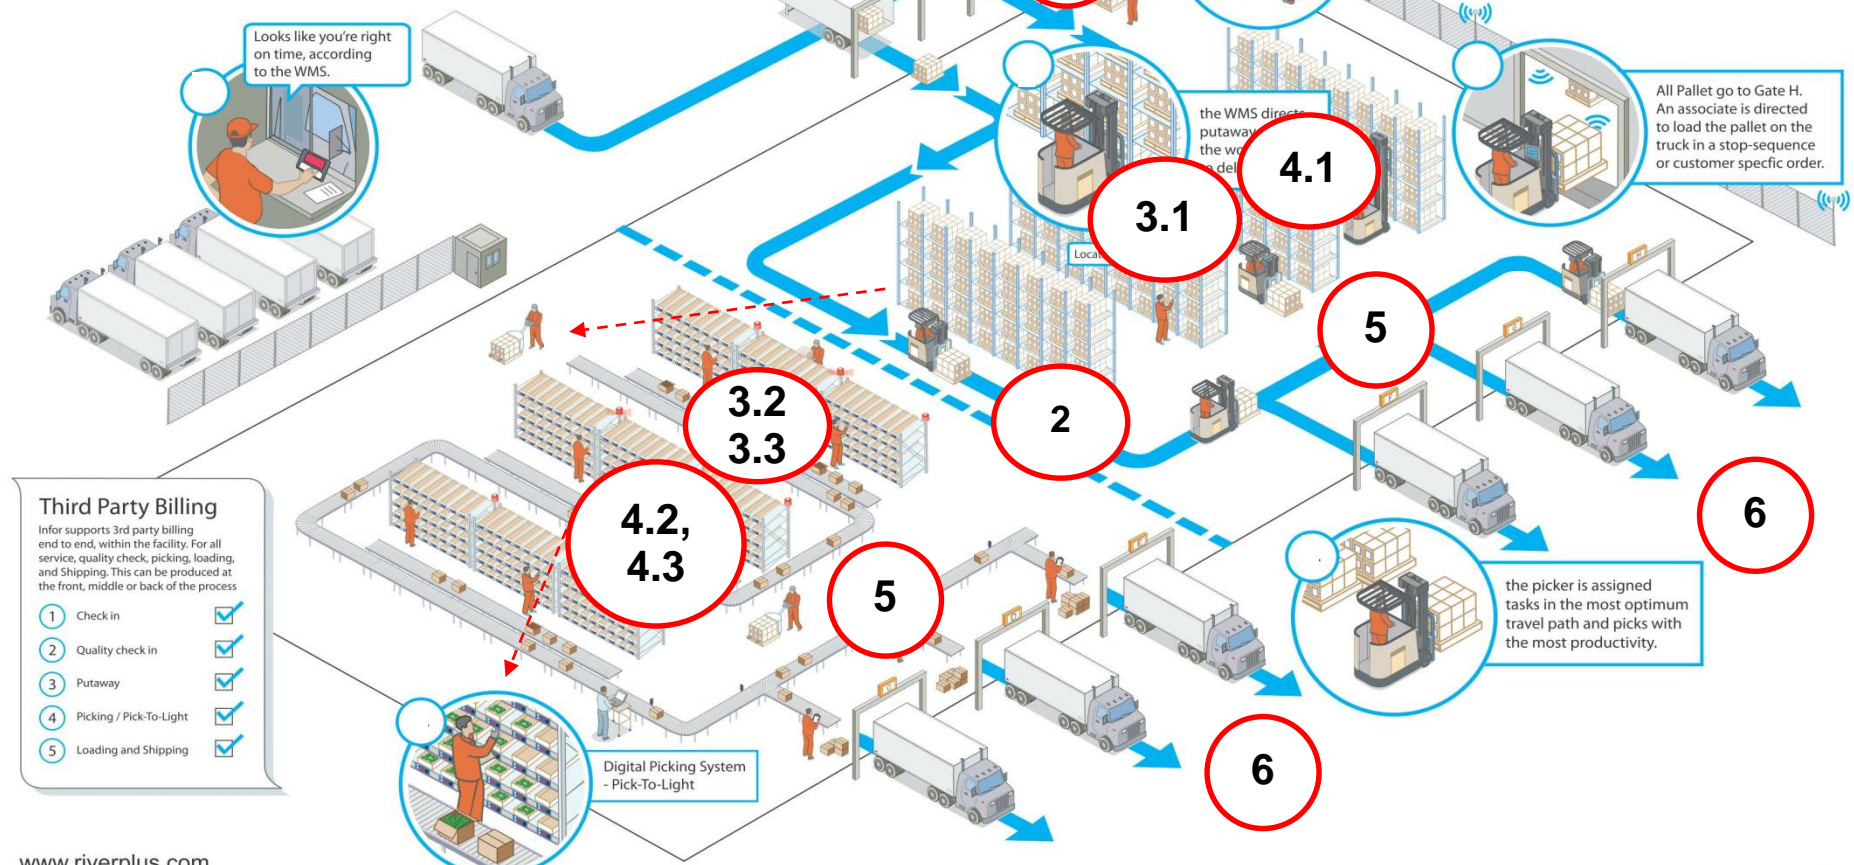 Looks like you're right
on time, according
to the WMS.
the WMS directs
putaway
the wo
o del
4.1
3.1
Locat
All Pallet go to Gate H.
An associate is directed
to load the pallet on the
truck in a stop-sequence
or customer specfic order.
H
G
F
5
3.2
3.3
2
4.2,
4.3
5
6
E
D
C
the picker is assigned
tasks in the most optimum
travel path and picks with
the most productivity.
6
Third Party Billing
Infor supports 3rd party billing
end to end, within the facility. For all
service, quality check, picking, loading,
and Shipping. This can be produced at
the front, middle or back of the process
1 Check in
2 Quality check in
3 Putaway
4 Picking / Pick-To-Light
5 Loading and Shipping
Digital Picking System
- Pick-To-Light
www.riverplus.com